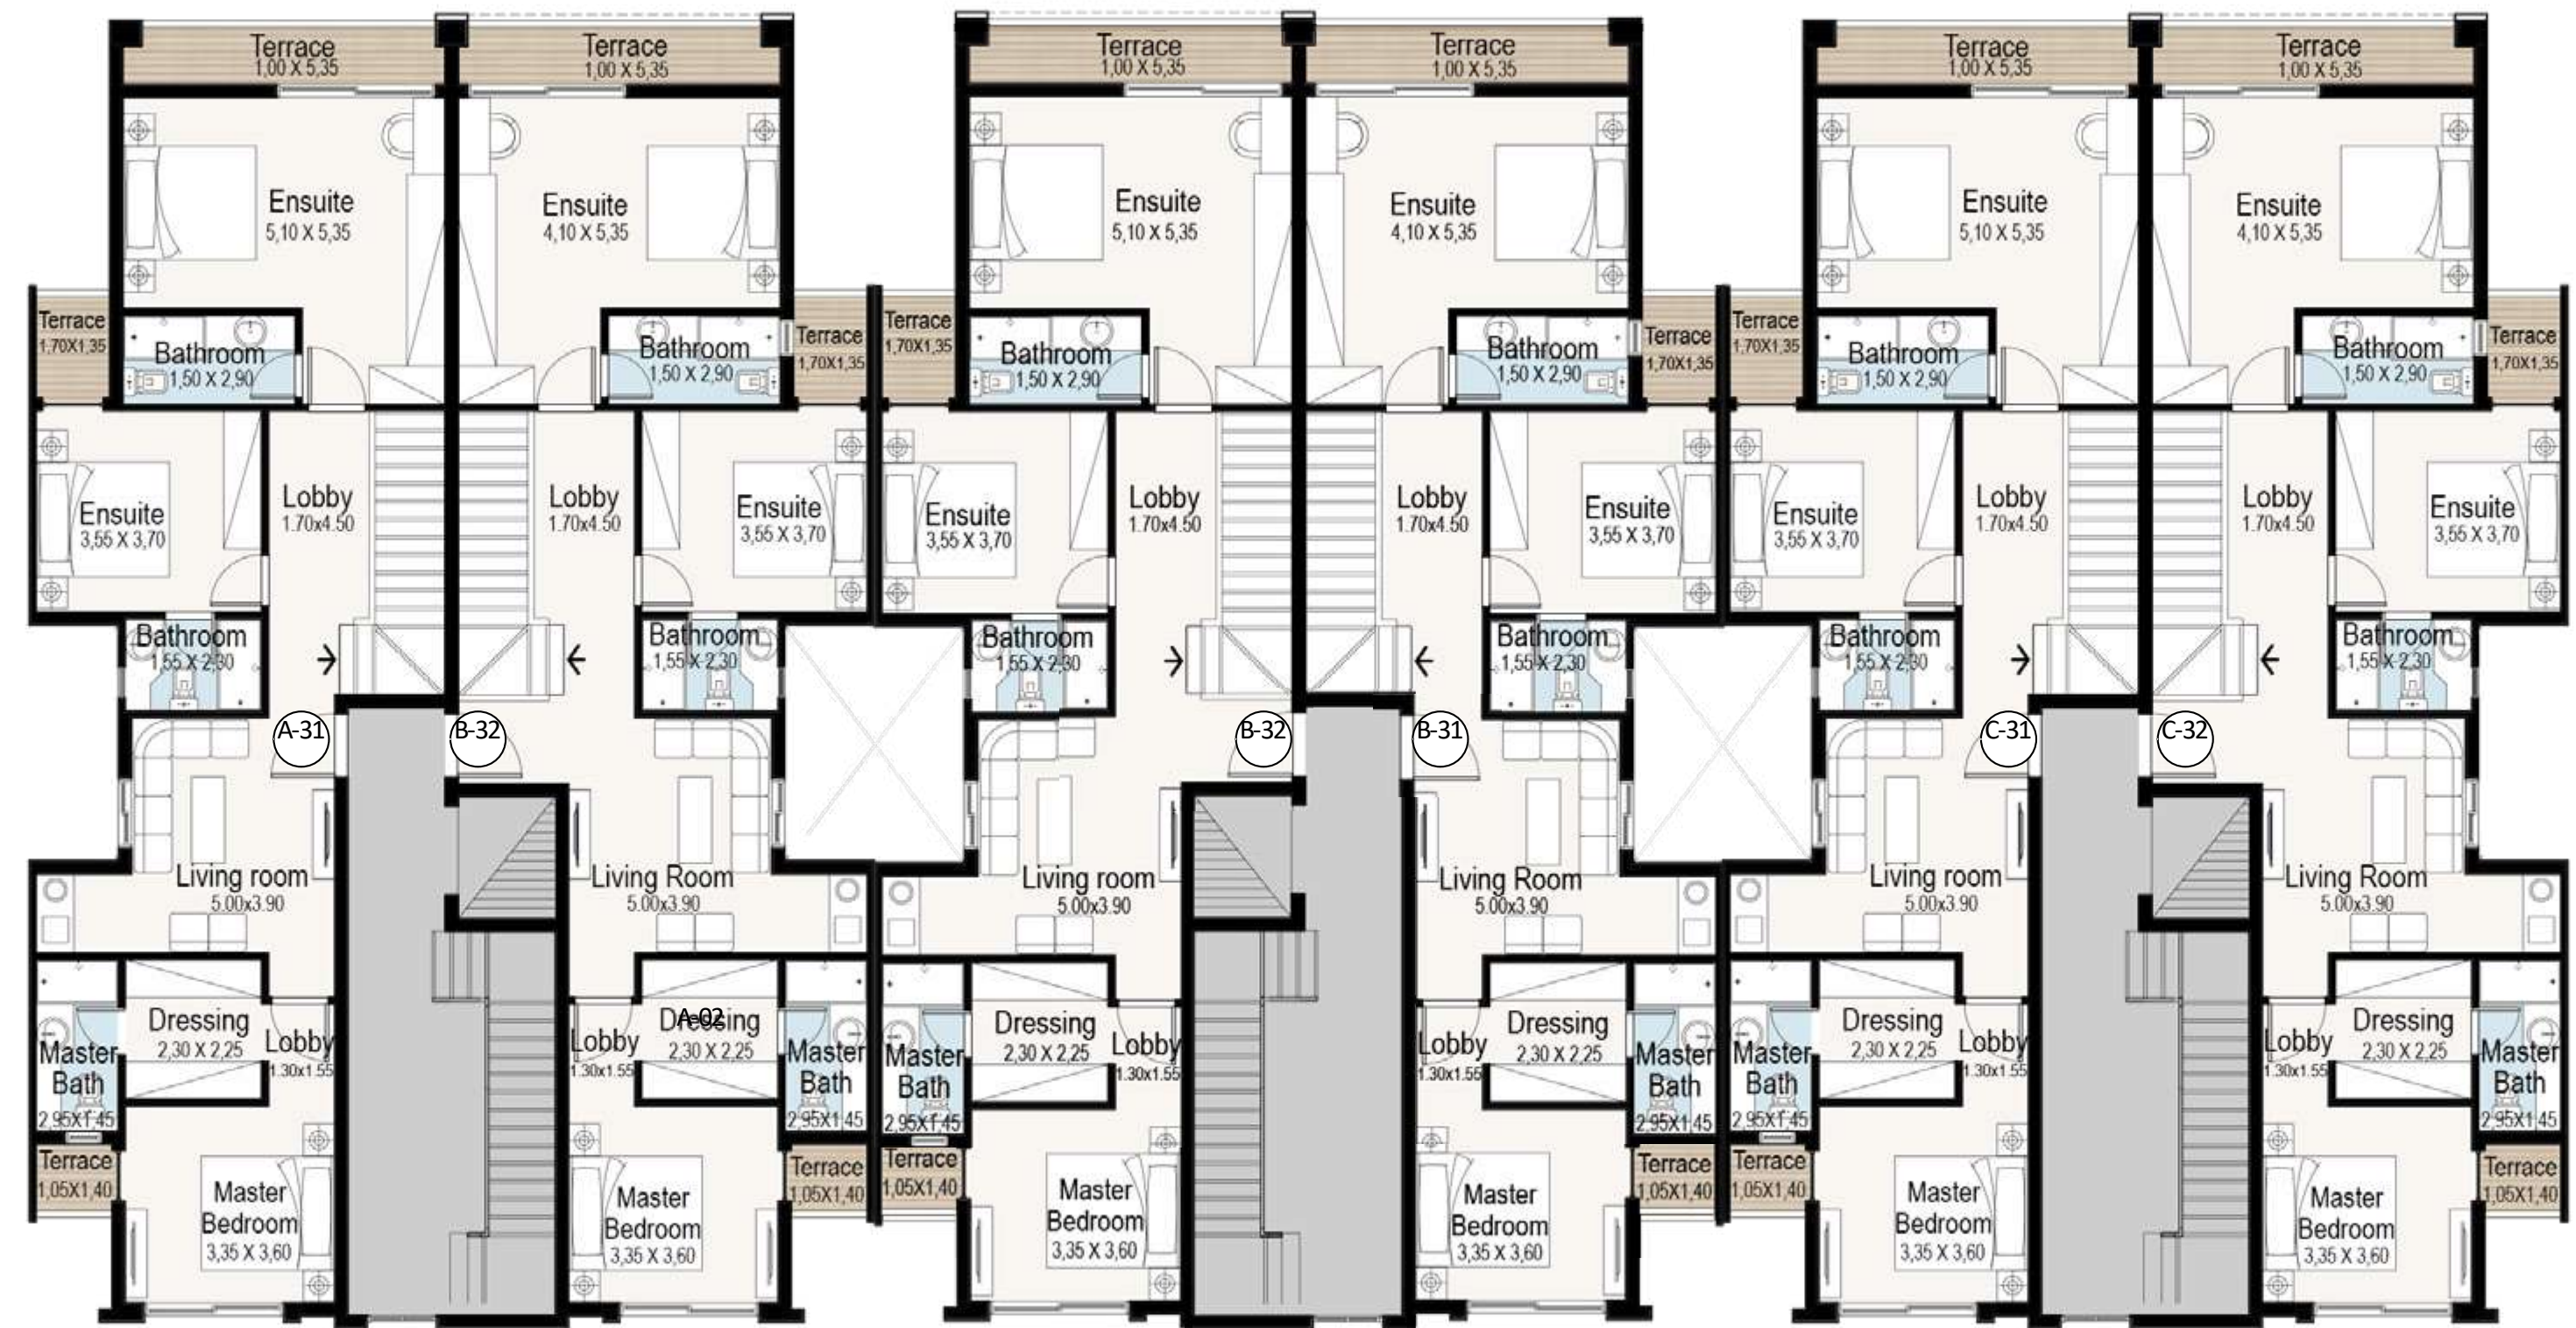 Terrace
1,00 X 5,35
Terrace
1,00 X 5,35
Terrace
1,00 X 5,35
Terrace
1,00 X 5,35
Terrace
1,00 X 5,35
Terrace
1,00 X 5,35
Ensuite
5,10 X 5,35
Ensuite
4,10 X 5,35
Ensuite
5,10 X 5,35
Ensuite
4,10 X 5,35
Ensuite
5,10 X 5,35
Ensuite
4,10 X 5,35
Terrace
1,70X1,35
Bathroom
1,50 X 2,90
Bathroom
1,50 X 2,90
Terrace
1,70X1,35
Terrace
1,70X1,35
Bathroom
1,50 X 2,90
Bathroom
1,50 X 2,90
Terrace
1,70X1,35
Terrace
1,70X1,35
Bathroom
1,50 X 2,90
Bathroom
1,50 X 2,90
Terrace
1,70X1,35
Ensuite
3,55 X 3,70
Lobby
1.70x4.50
Lobby
1.70x4.50
Ensuite
3,55 X 3,70
Ensuite
3,55 X 3,70
Lobby
1.70x4.50
Lobby
1.70x4.50
Ensuite
3,55 X 3,70
Ensuite
3,55 X 3,70
Lobby
1.70x4.50
Lobby
1.70x4.50
Ensuite
3,55 X 3,70
Bathroom
1,55 X 2,30
Bathroom
1,55 X 2,30
Bathroom
1,55 X 2,30
Bathroom
1,55 X 2,30
Bathroom
1,55 X 2,30
Bathroom
1,55 X 2,30
A-31
B-32
B-32
B-31
C-31
C-32
Living room
5.00x3.90
Living Room
5.00x3.90
Living room
5.00x3.90
Living Room
5.00x3.90
Living room
5.00x3.90
Living Room
5.00x3.90
Master
Bath
2,95X1,45
Dressing
2,30 X 2,25
Lobby
1.30x1.55
Lobby
1.30x1.55
Dressing
A-02
2,30 X 2,25
Master
Bath
2,95X1,45
Master
Bath
2,95X1,45
Dressing
2,30 X 2,25
Lobby
1.30x1.55
Lobby
1.30x1.55
Dressing
2,30 X 2,25
Master
Bath
2,95X1,45
Master
Bath
2,95X1,45
Dressing
2,30 X 2,25
Lobby
1.30x1.55
Lobby
1.30x1.55
Dressing
2,30 X 2,25
Master
Bath
2,95X1,45
Terrace
1,05X1,40
Master
Bedroom
3,35 X 3,60
Master
Bedroom
3,35 X 3,60
Terrace
1,05X1,40
Terrace
1,05X1,40
Master
Bedroom
3,35 X 3,60
Master
Bedroom
3,35 X 3,60
Terrace
1,05X1,40
Terrace
1,05X1,40
Master
Bedroom
3,35 X 3,60
Master
Bedroom
3,35 X 3,60
Terrace
1,05X1,40